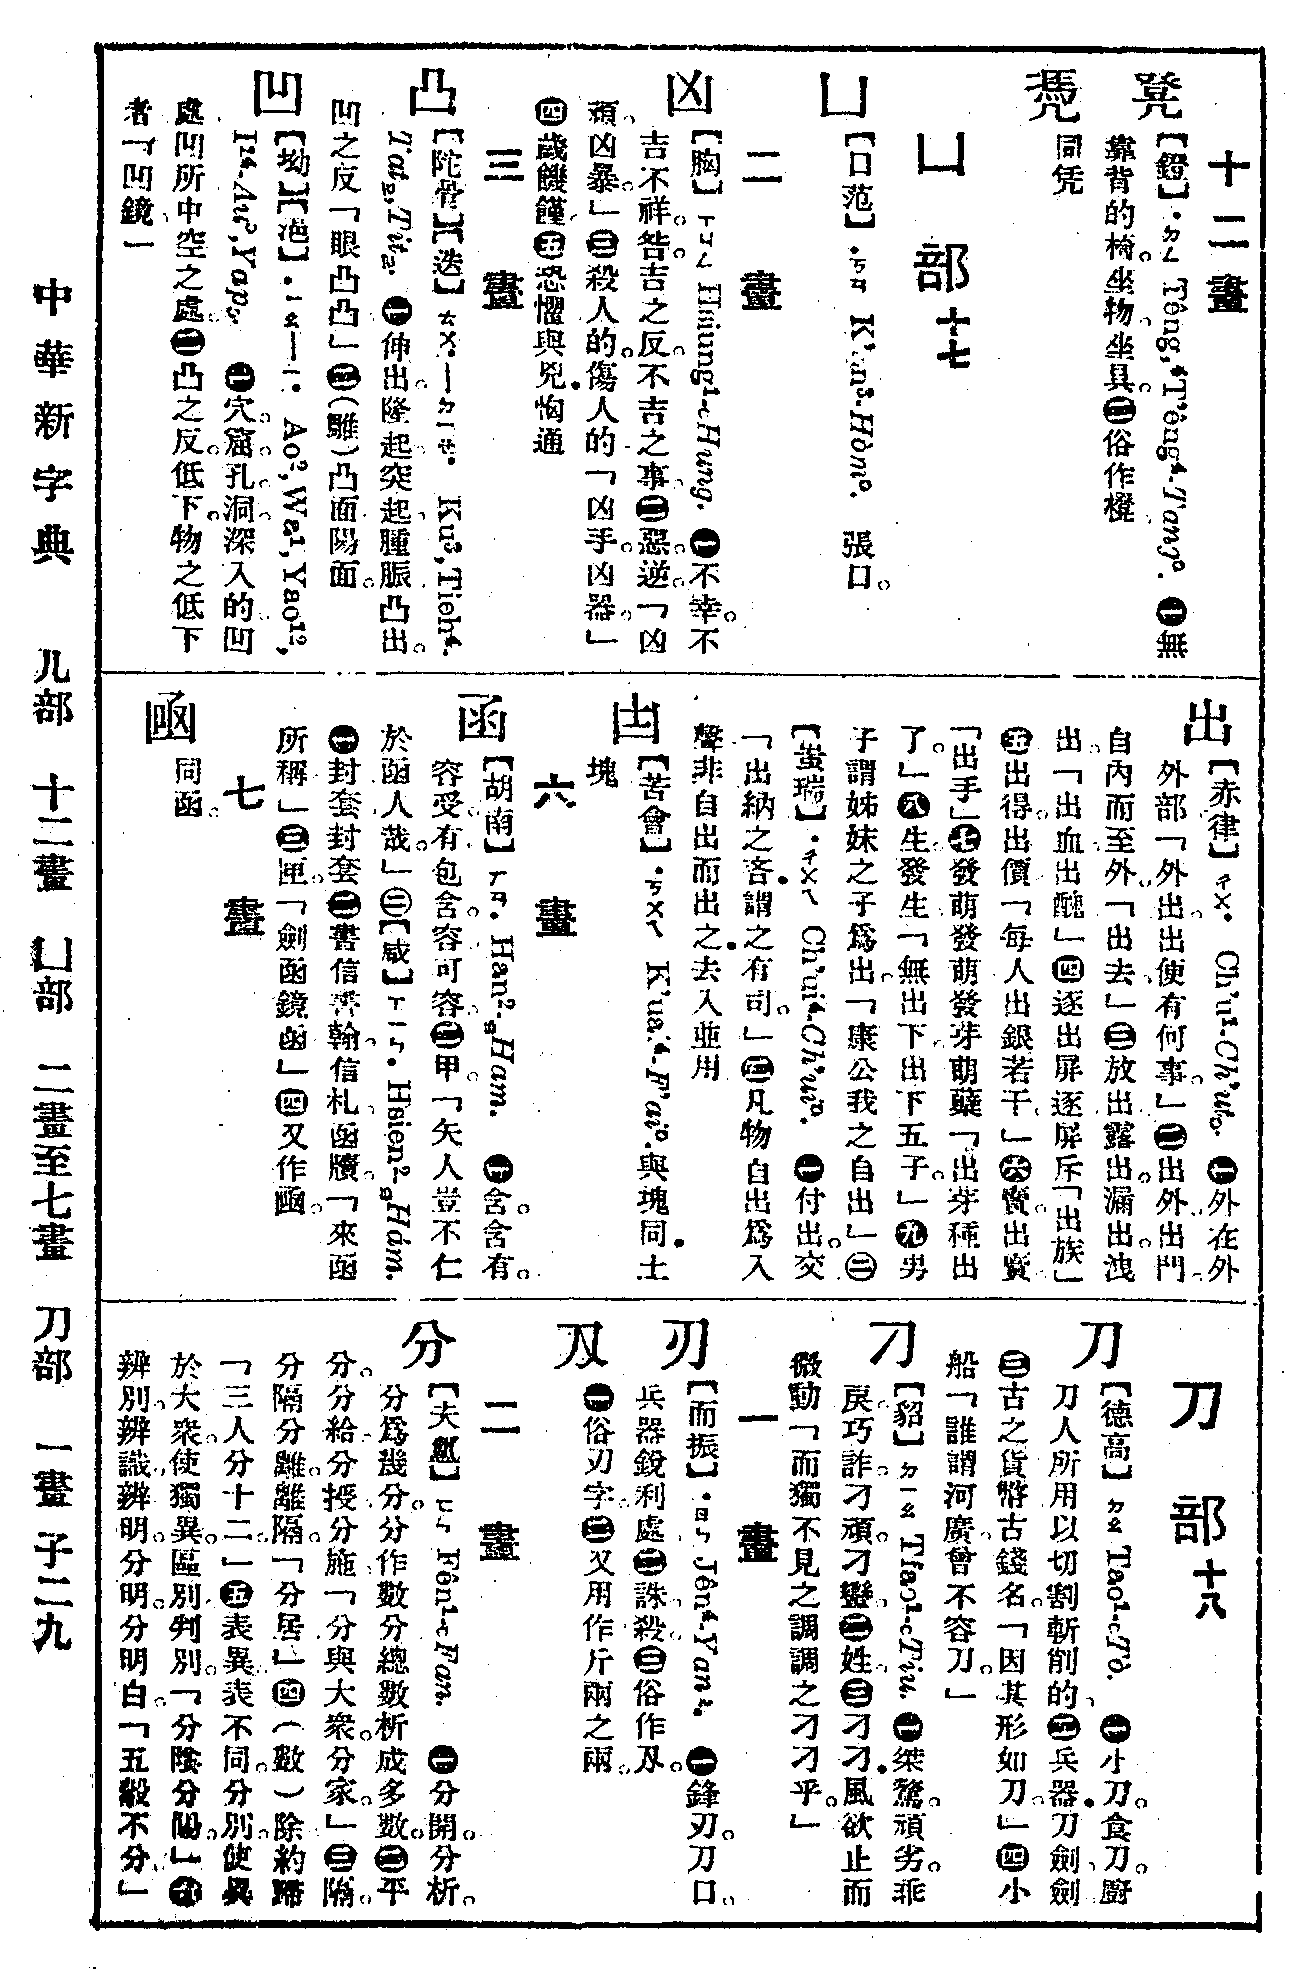 十二畫
凳【鐙】•ㄉㄥ Têng,⁴T'êng⁴-Tang⁰. ㊀無
靠背的椅。坐物。坐具。㊁俗作櫈
凴同凭
凵部十七
凵【口范】•ㄎㄢ K'an³-Hòm⁰. 張口。
二畫
凶【胸】ㄒㄩㄥ Hsiung¹-cHung. ㊀不幸。不
吉不祥。咎。吉之反。不吉之事。㊁惡。逆。「凶
頑。凶暴。」㊂殺人的。傷人的「凶手。凶器。」
㊃歲饑饉。㊄恐懼與兇•恟通
三畫
凸【陀骨】【迭】ㄊㄨ•ㄉㄧㄝ• Ku³,Tieh⁴.
Tat₂,Tit₂. ㊀伸出。隆起。突起。腫脹。凸出。
凹之反「眼凸凸」㊁(雕)凸面。陽面。
凹【坳】【浥】•ㄧㄠㄧ• Ao²,Wa¹,Yao¹²,
I¹⁴-Au⁰,Yap₅. ㊀穴。窟。孔。洞。深入的。凹
處。凹所。中空之處。㊁凸之反。低下。物之低下
者「凹鏡」
出【赤律】ㄔㄨ• Ch'u¹-Ch'ut₀. ㊀外。在外。
外部「外出。出使有何事」㊁出外。出門。
自內而至外。「出去」㊂放出。露出。漏出。洩
出。「出血。出醜」㊃逐出。屏逐。屏斥「出族」
㊄出得。出價「每人出銀若干。」㊅賣。出賣
「出手」㊆發萌。發萌。發芽。萌蘖「出芽。種出
了。」㊇生。發生「無出。下出下五子。」㊈男
子謂姊妹之子爲出。「康公我之自出」㊁
【蚩瑞】•ㄔㄨㄟ Ch'ui⁴-Ch'ui⁰. ㊀付出。交
「出納之吝•謂之有司。」㊁凡物自出爲入
聲非自出而出之•去入並用
凷【苦會】•ㄎㄨㄟ K'uai⁴-F'ai⁰.與塊同•土
塊
六畫
函【胡南】ㄏㄢ• Han²-₅Ham. ㊀含。含有。
容受。有。包含。容。可容。㊁甲。「矢人豈不仁
於函人哉。」㊁【咸】ㄒㄧㄢ• Hsien²-₅Hám.
㊀封套。封套㊁書信。書翰。信札。函牘。「來函
所稱」㊂匣。「劍函。鏡函」㊃又作凾。
七畫
凾同函。
刀部十八
刀【德高】ㄉㄠ Tao¹-cTò. ㊀小刀。食刀。廚
刀。人所用以切割斬削的。㊁兵器。刀劍。劍
㊂古之貨幣。古錢名。「因其形如刀。」㊃小
船「誰謂河廣曾不容刀。」
刁【貂】ㄉㄧㄠ Tiao¹-cTiu. ㊀桀驁。頑劣。乖
戾。巧詐。刁頑。刁蠻。㊁姓。㊂刁刁•風欲止而
微動「而獨不見之調調之刁刁乎。」
一畫
刃【而振】•ㄖㄣ Jên⁴-Yan². ㊀鋒刃。刀口。
兵器。銳利處。㊁誅殺。㊂俗作刄。
刄㊀俗刃字。㊁又用作斤兩之兩。
二畫
分【夫氳】ㄈㄣ Fên¹-cFan. ㊀分開。分析。
分爲幾分。分作數分。總數析成多數。㊁平
分。分給。分授。分施「分與大衆。分家。」㊂隔。
分隔。分離。離隔。「分居」㊃(數)除。約。歸
「三人分十二」㊄表異。表不同。分別。使異
於大衆。使獨異。區別。判別。「分陰分陽」㊅
辨別。辨識。辨明。分明。分明。明白。「五穀不分」
中華新字典　几部　十二畫　凵部　二畫至七畫　刀部　一畫　子二九